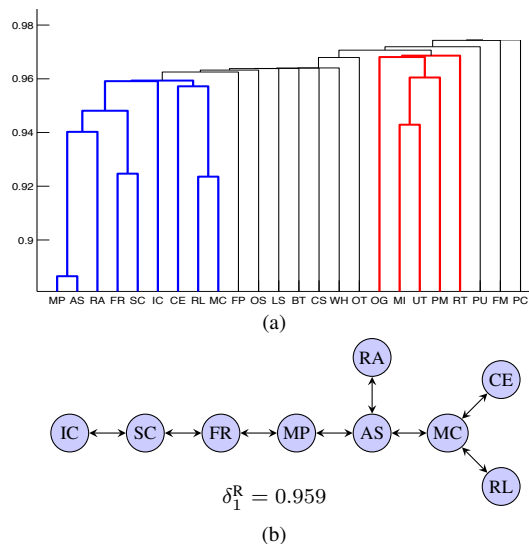 0.98
0.96
0.94
0.92
0.9
MP AS RA FR SC IC CE RL MC FP OS LS BT CS WH OT OG MI UT PM RT PU FM PC
(a)
RA
CE
IC SC FR MP AS MC
RL
δ₁ᴿ = 0.959
(b)